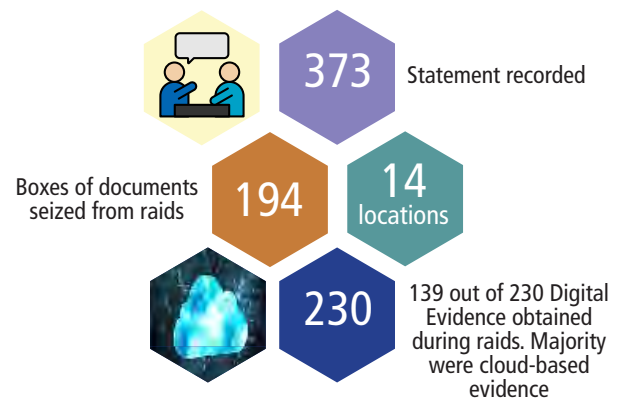 373
Statement recorded
Boxes of documents
seized from raids
194
14
locations
230
139 out of 230 Digital
Evidence obtained
during raids. Majority
were cloud-based
evidence